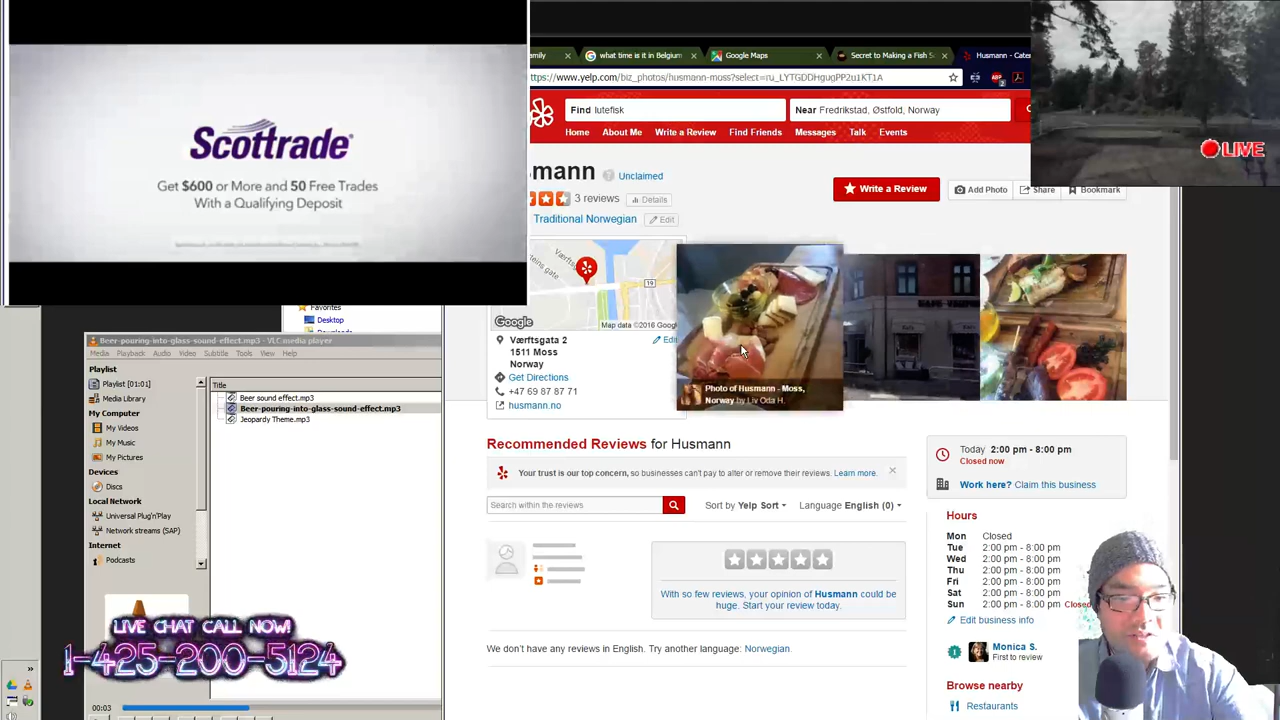 Scottrade
Get $600 or More and 50 Free Trades
With a Qualifying Deposit
amily
what time is it in Belgium
Google Maps
Secret to Making a Fish S
Husmann - Cate
LIVE
Find lutefisk
Near Fredrikstad, Østfold, Norway
Home About Me Write a Review Find Friends Messages Talk Events
mann
Unclaimed
3 reviews
Details
Write a Review
Add Photo
Share
Bookmark
Traditional Norwegian
Edit
Værftsgata 2
1511 Moss
Norway
Get Directions
+47 69 87 87 71
husmann.no
Google
Map data ©2016 Google
19
Photo of Husmann - Moss,
Norway by Liv Oda H.
Recommended Reviews for Husmann
Your trust is our top concern, so businesses can't pay to alter or remove their reviews. Learn more.
Search within the reviews
Sort by Yelp Sort
Language English (0)
With so few reviews, your opinion of Husmann could be
huge. Start your review today.
We don't have any reviews in English. Try another language: Norwegian.
Today 2:00 pm - 8:00 pm
Closed now
Work here? Claim this business
Hours
Mon Closed
Tue 2:00 pm - 8:00 pm
Wed 2:00 pm - 8:00 pm
Thu 2:00 pm - 8:00 pm
Fri 2:00 pm - 8:00 pm
Sat 2:00 pm - 8:00 pm
Sun 2:00 pm - 8:00 pm Closed
Edit business info
Monica S.
First to review
Browse nearby
Restaurants
Favorites
Desktop
Beer-pouring-into-glass-sound-effect.mp3 - VLC media player
Media Playback Audio Video Subtitle Tools View Help
Playlist
Playlist [01:01]
Media Library
My Computer
My Videos
My Music
My Pictures
Devices
Discs
Local Network
Universal Plug'n'Play
Network streams (SAP)
Internet
Podcasts
Title
Beer sound effect.mp3
Beer-pouring-into-glass-sound-effect.mp3
Jeopardy Theme.mp3
LIVE CHAT CALL NOW!
1-425-200-5124
00:03